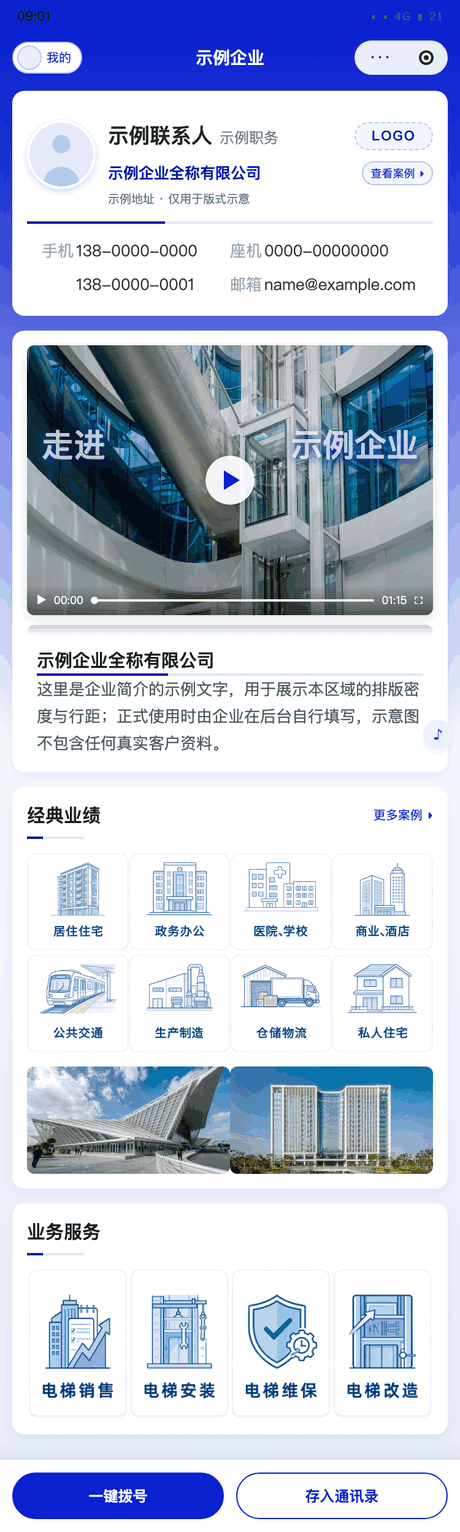 09:01
4G 21
我的
示例企业
示例联系人 示例职务
LOGO
示例企业全称有限公司
查看案例
示例地址 · 仅用于版式示意
手机 138-0000-0000
座机 0000-00000000
138-0000-0001
邮箱 name@example.com
走进 示例企业
00:00 01:15
示例企业全称有限公司
这里是企业简介的示例文字，用于展示本区域的排版密
度与行距；正式使用时由企业在后台自行填写，示意图
不包含任何真实客户资料。
经典业绩
更多案例
居住住宅 政务办公 医院、学校 商业、酒店
公共交通 生产制造 仓储物流 私人住宅
业务服务
电梯销售 电梯安装 电梯维保 电梯改造
一键拨号 存入通讯录